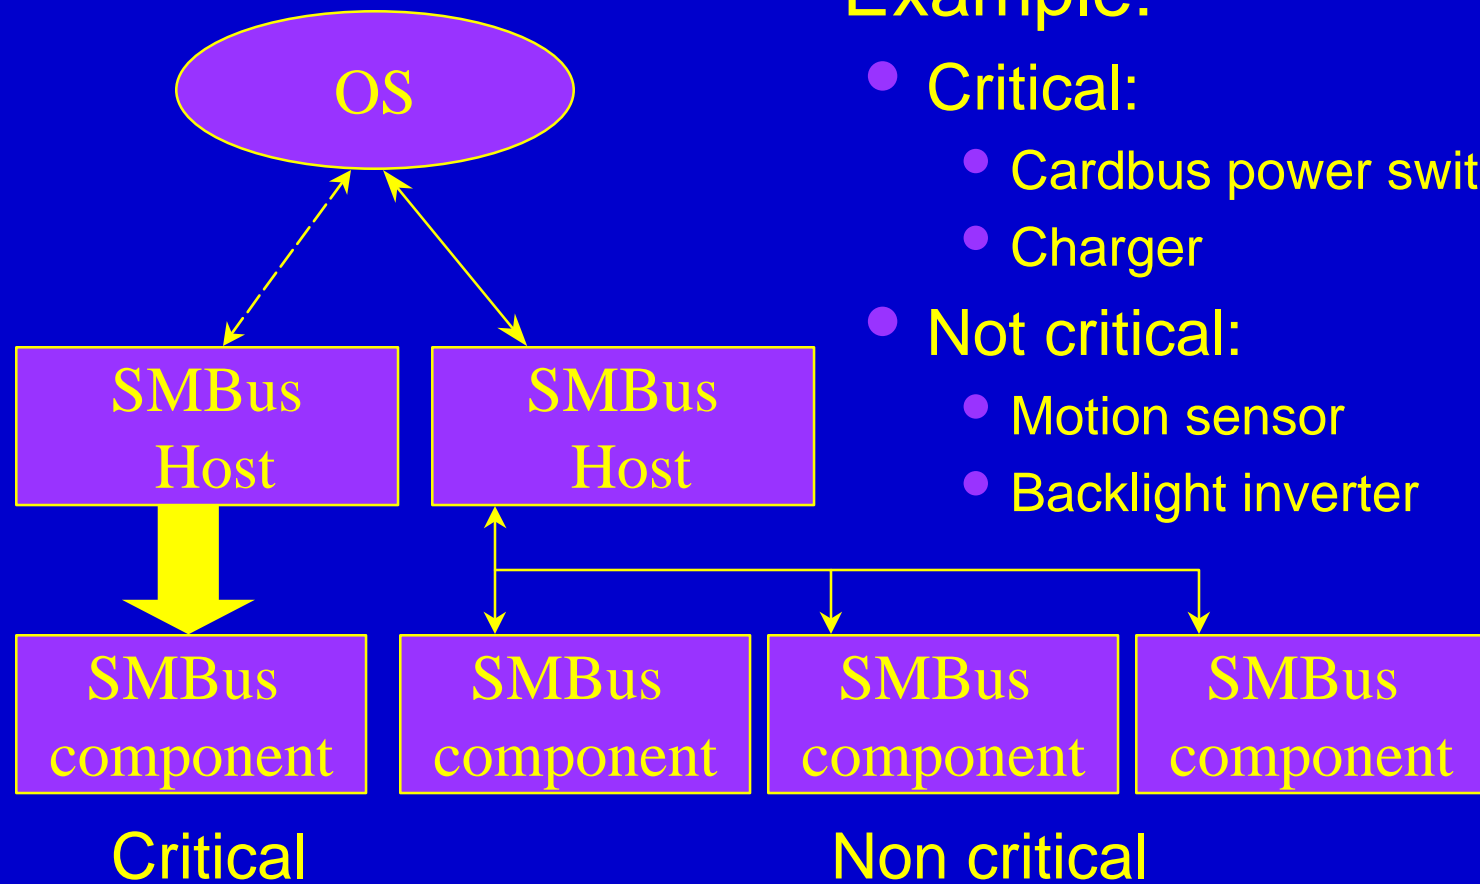 Example:
OS
Critical:
Cardbus power swit
Charger
Not critical:
Motion sensor
Backlight inverter
SMBus
Host
SMBus
Host
SMBus
component
SMBus
component
SMBus
component
SMBus
component
Critical
Non critical